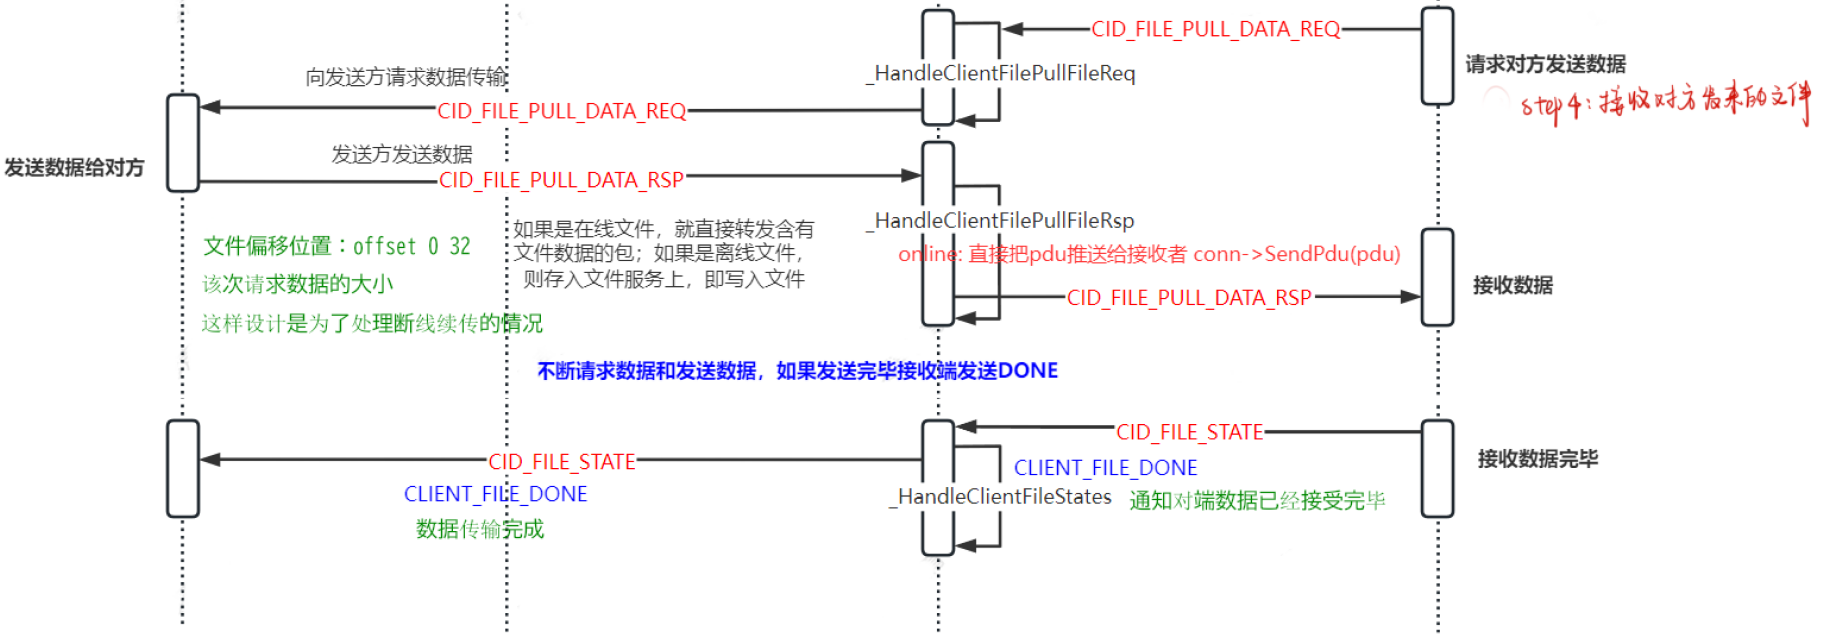 CID_FILE_PULL_DATA_REQ
请求对方发送数据
_HandleClientFilePullFileReq
向发送方请求数据传输
step4:接收对方发来的文件
CID_FILE_PULL_DATA_REQ
发送数据给对方
发送方发送数据
CID_FILE_PULL_DATA_RSP
_HandleClientFilePullFileRsp
如果是在线文件，就直接转发含有
文件数据的包；如果是离线文件，
则存入文件服务上，即写入文件
文件偏移位置：offset 0 32
该次请求数据的大小
这样设计是为了处理断线续传的情况
online: 直接把pdu推送给接收者 conn->SendPdu(pdu)
CID_FILE_PULL_DATA_RSP
接收数据
不断请求数据和发送数据，如果发送完毕接收端发送DONE
CID_FILE_STATE
接收数据完毕
CLIENT_FILE_DONE
_HandleClientFileStates
通知对端数据已经接受完毕
CID_FILE_STATE
CLIENT_FILE_DONE
数据传输完成